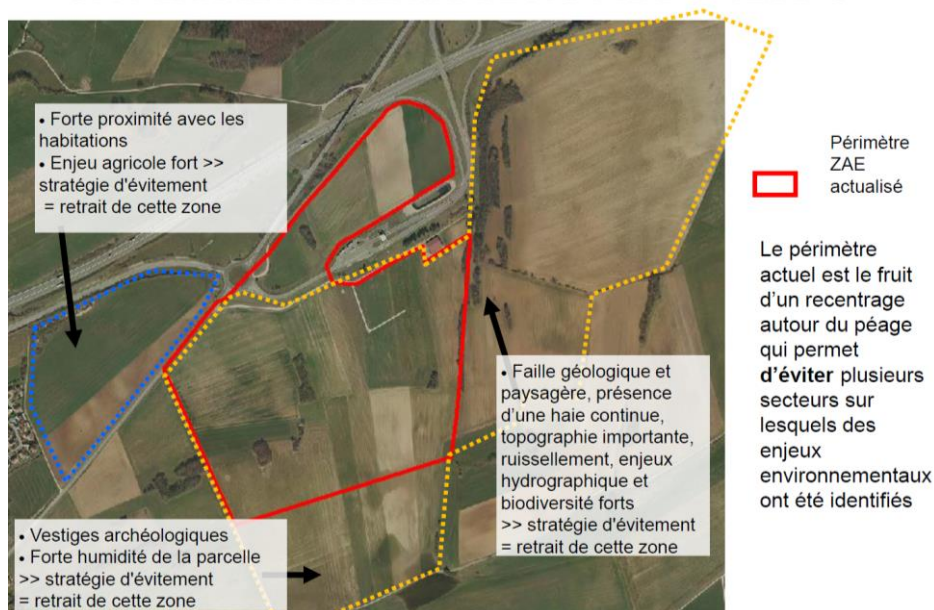 • Forte proximité avec les
habitations
• Enjeu agricole fort >>
stratégie d'évitement
= retrait de cette zone
• Vestiges archéologiques
• Forte humidité de la parcelle
>> stratégie d'évitement
= retrait de cette zone
• Faille géologique et
paysagère, présence
d'une haie continue,
topographie importante,
ruissellement, enjeux
hydrographique et
biodiversité forts
>> stratégie d'évitement
= retrait de cette zone
Périmètre
ZAE
actualisé
Le périmètre
actuel est le fruit
d'un recentrage
autour du péage
qui permet
d'éviter plusieurs
secteurs sur
lesquels des
enjeux
environnementaux
ont été identifiés